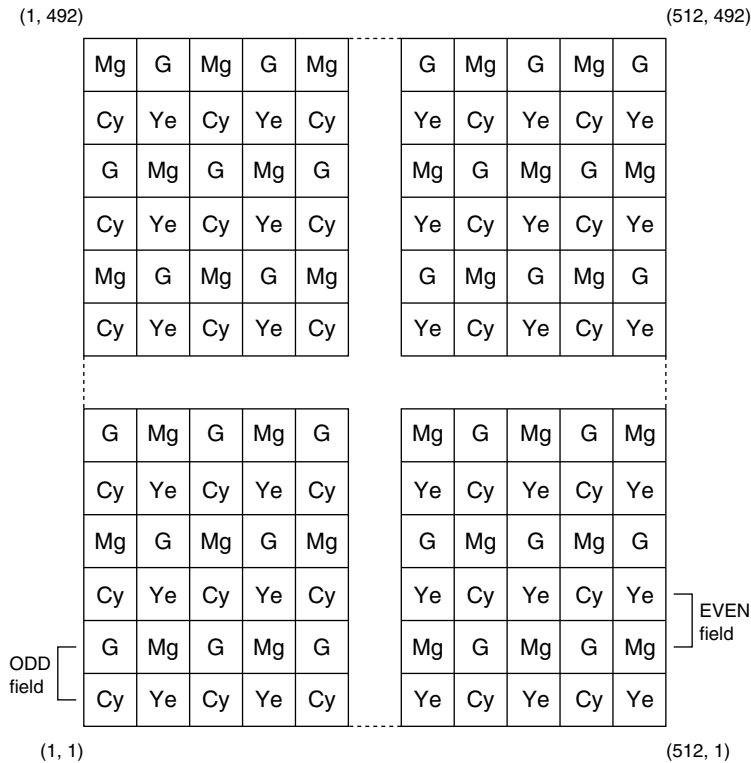 (1, 492) (512, 492)
Mg G Mg G Mg G Mg G Mg G
Cy Ye Cy Ye Cy Ye Cy Ye Cy Ye
G Mg G Mg G Mg G Mg G Mg
Cy Ye Cy Ye Cy Ye Cy Ye Cy Ye
Mg G Mg G Mg G Mg G Mg G
Cy Ye Cy Ye Cy Ye Cy Ye Cy Ye
G Mg G Mg G Mg G Mg G Mg
Cy Ye Cy Ye Cy Ye Cy Ye Cy Ye
Mg G Mg G Mg G Mg G Mg G
Cy Ye Cy Ye Cy Ye Cy Ye Cy Ye
EVEN
field
G Mg G Mg G Mg G Mg G Mg
ODD
field
Cy Ye Cy Ye Cy Ye Cy Ye Cy Ye
(1, 1) (512, 1)